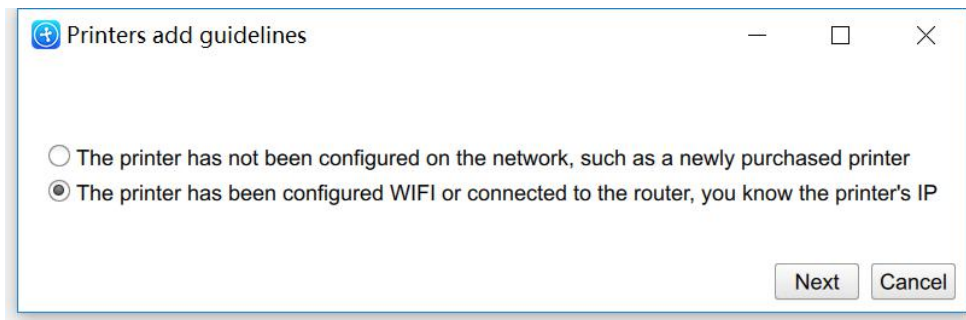 Printers add guidelines
The printer has not been configured on the network, such as a newly purchased printer
The printer has been configured WIFI or connected to the router, you know the printer's IP
Next Cancel